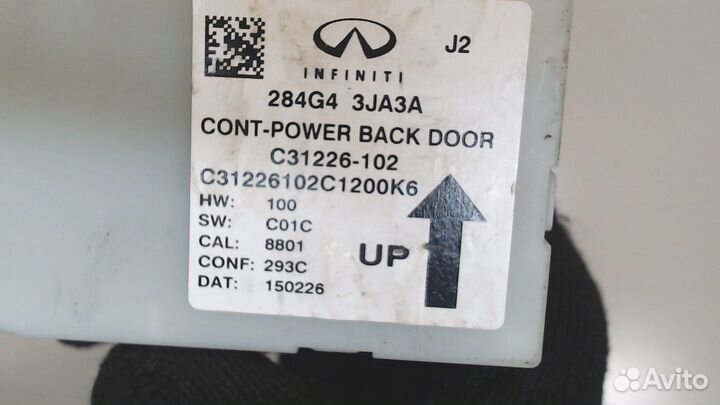 J2
INFINITI
284G4 3JA3A
CONT-POWER BACK DOOR
C31226-102
C31226102C1200K6
HW: 100
SW: C01C
CAL: 8801
CONF: 293C
DAT: 150226
UP
Avito